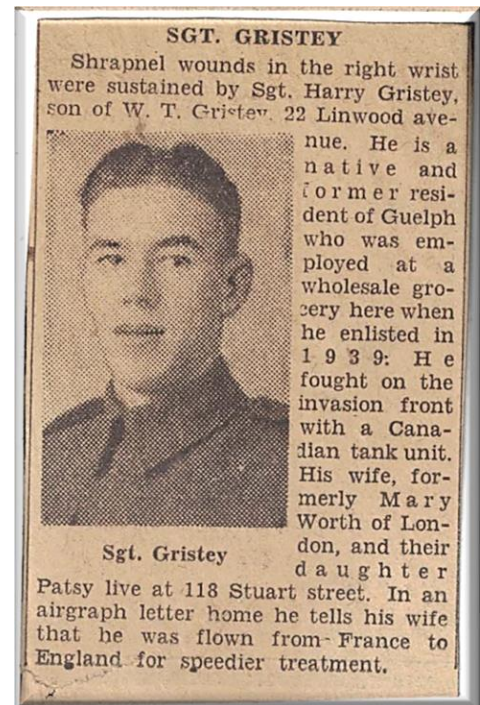 SGT. GRISTEY
Shrapnel wounds in the right wrist
were sustained by Sgt. Harry Gristey,
son of W. T. Gristey, 22 Linwood ave-
nue. He is a
native and
former resi-
dent of Guelph
who was em-
ployed at a
wholesale gro-
cery here when
he enlisted in
1939: He
fought on the
invasion front
with a Cana-
dian tank unit.
His wife, for-
merly Mary
Worth of Lon-
don, and their
daughter
Sgt. Gristey
Patsy live at 118 Stuart street. In an
airgraph letter home he tells his wife
that he was flown from France to
England for speedier treatment.